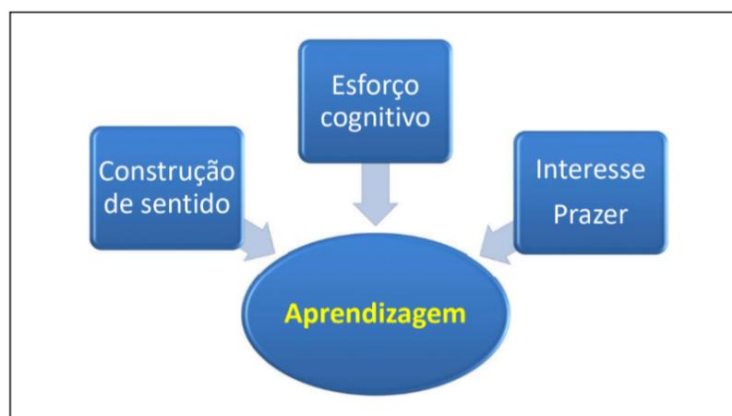 Construção
de sentido
Esforço
cognitivo
Interesse
Prazer
Aprendizagem